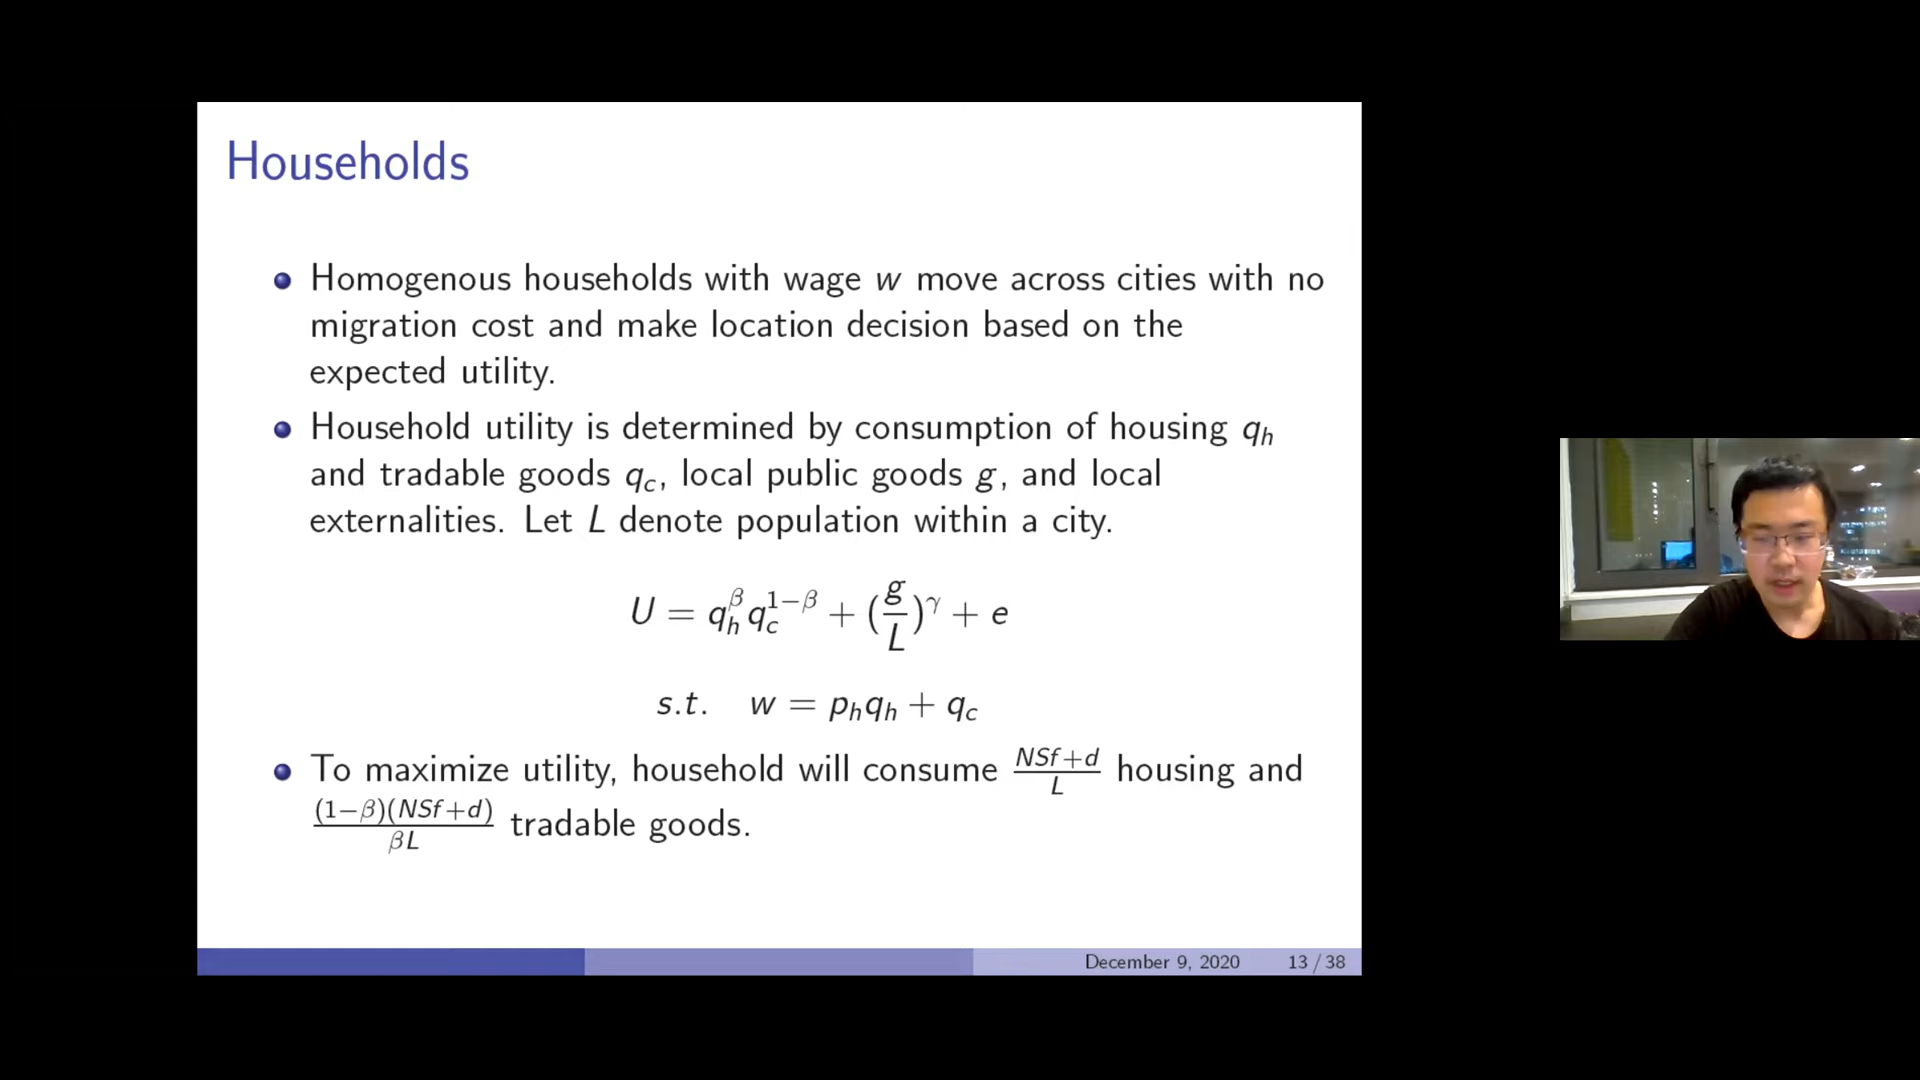 Households
Homogenous households with wage w move across cities with no
migration cost and make location decision based on the
expected utility.
Household utility is determined by consumption of housing q_h
and tradable goods q_c, local public goods g, and local
externalities. Let L denote population within a city.
U = q_h^β q_c^{1−β} + (g/L)^γ + e
s.t. w = p_h q_h + q_c
To maximize utility, household will consume (NSf+d)/L housing and
(1−β)(NSf+d)/βL tradable goods.
December 9, 2020 13 / 38